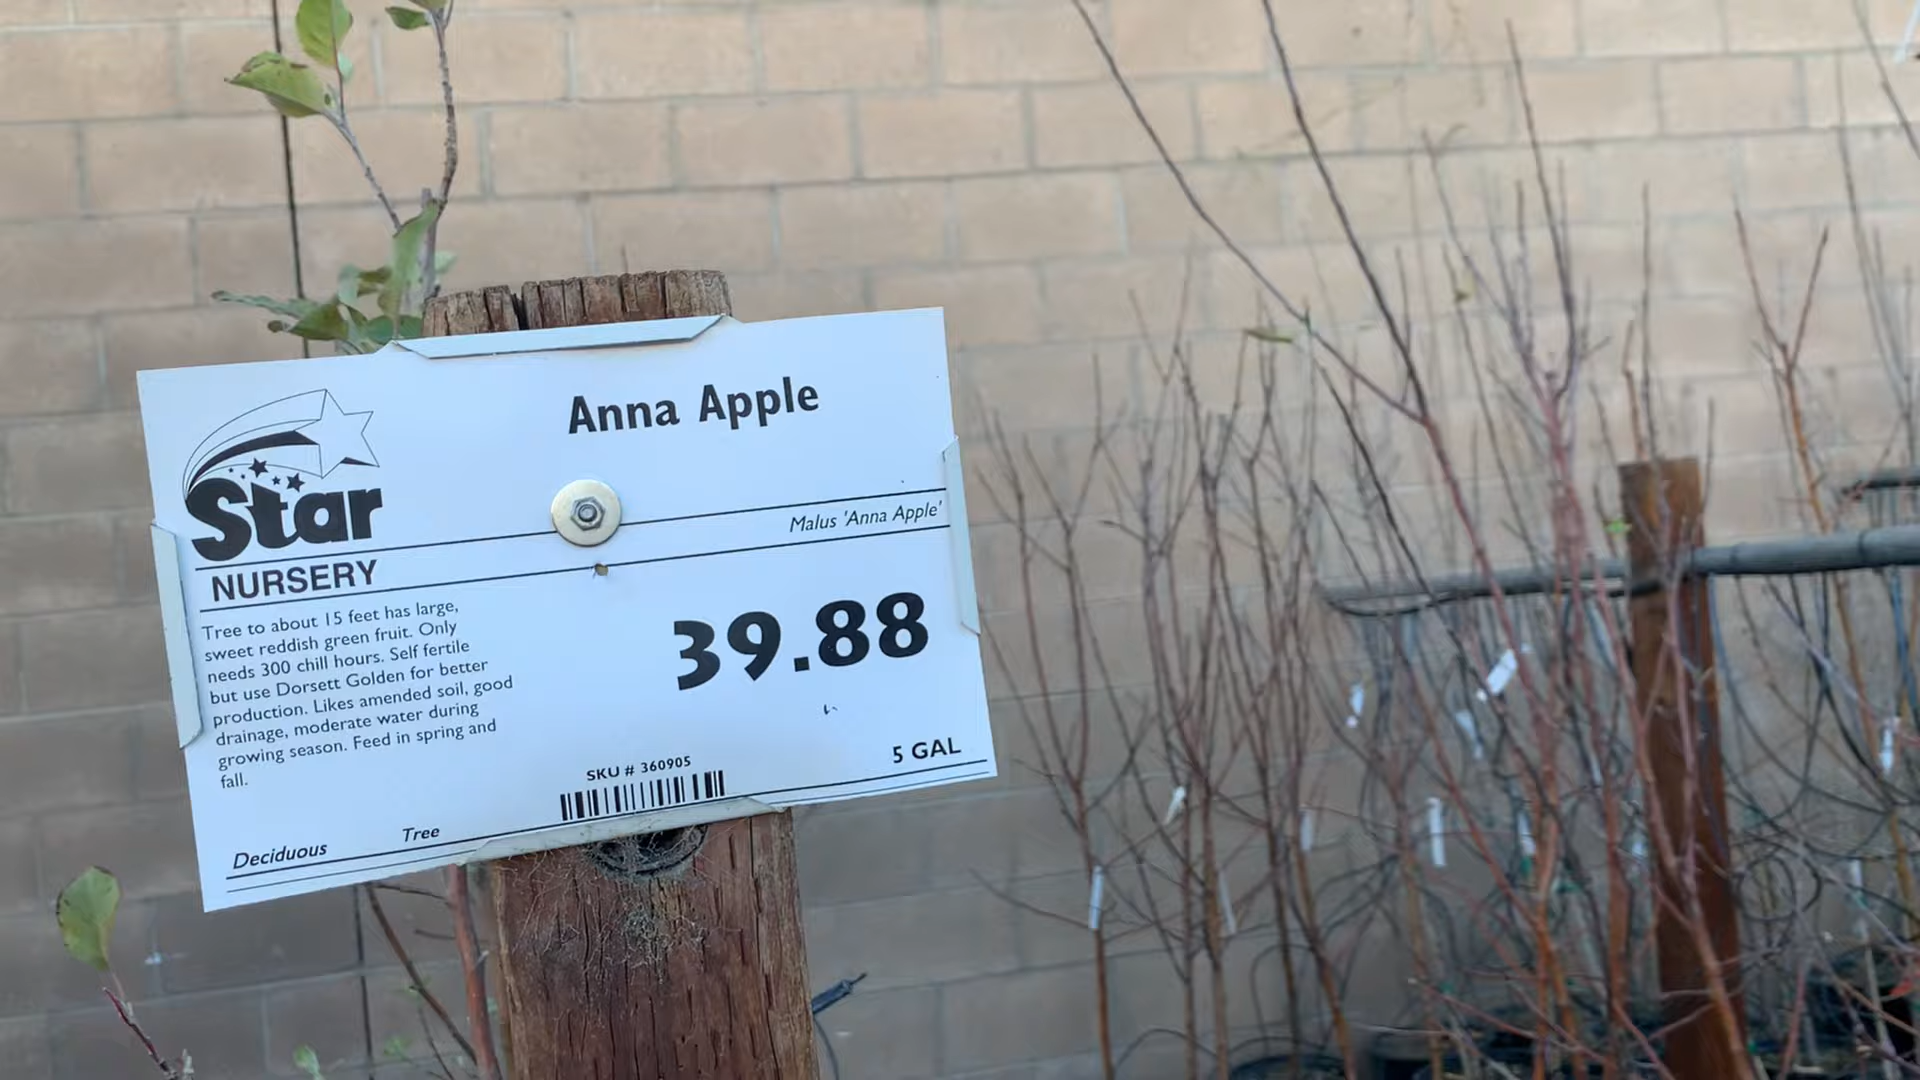 Anna Apple
Star
NURSERY
Malus 'Anna Apple'
Tree to about 15 feet has large,
sweet reddish green fruit. Only
needs 300 chill hours. Self fertile
but use Dorsett Golden for better
production. Likes amended soil, good
drainage, moderate water during
growing season. Feed in spring and
fall.
39.88
5 GAL
SKU # 360905
Deciduous Tree